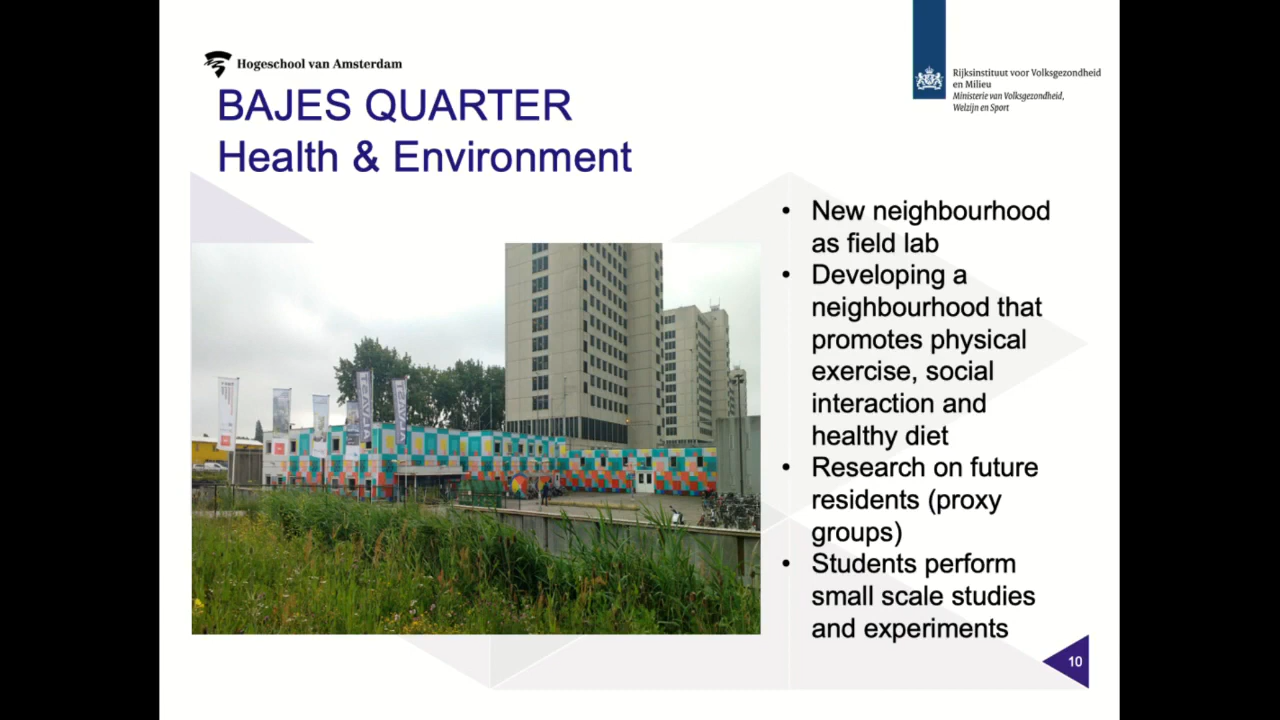 Hogeschool van Amsterdam
Rijksinstituut voor Volksgezondheid
en Milieu
Ministerie van Volksgezondheid,
Welzijn en Sport
BAJES QUARTER
Health & Environment
• New neighbourhood
as field lab
• Developing a
neighbourhood that
promotes physical
exercise, social
interaction and
healthy diet
• Research on future
residents (proxy
groups)
• Students perform
small scale studies
and experiments
10